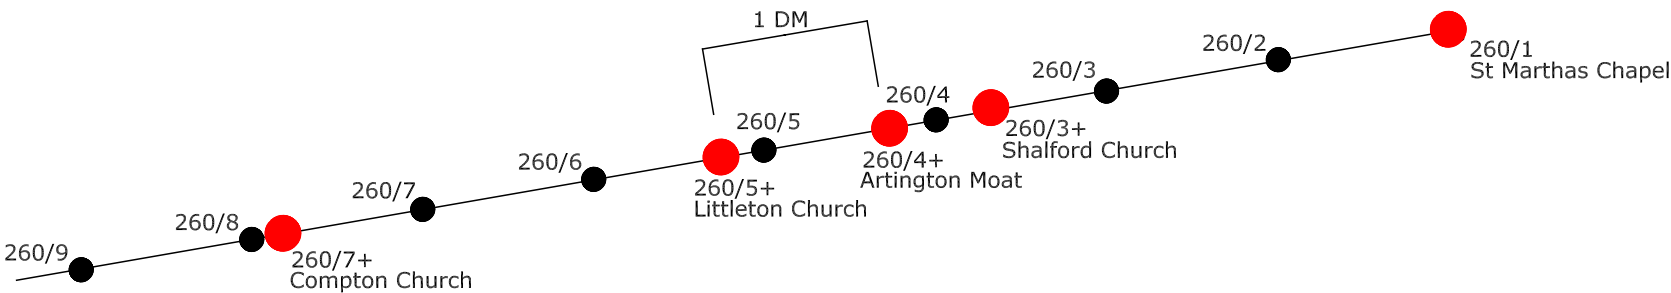 1 DM
260/1
St Marthas Chapel
260/2
260/3
260/4
260/3+
Shalford Church
260/5
260/4+
Artington Moat
260/6
260/5+
Littleton Church
260/7
260/8
260/7+
Compton Church
260/9